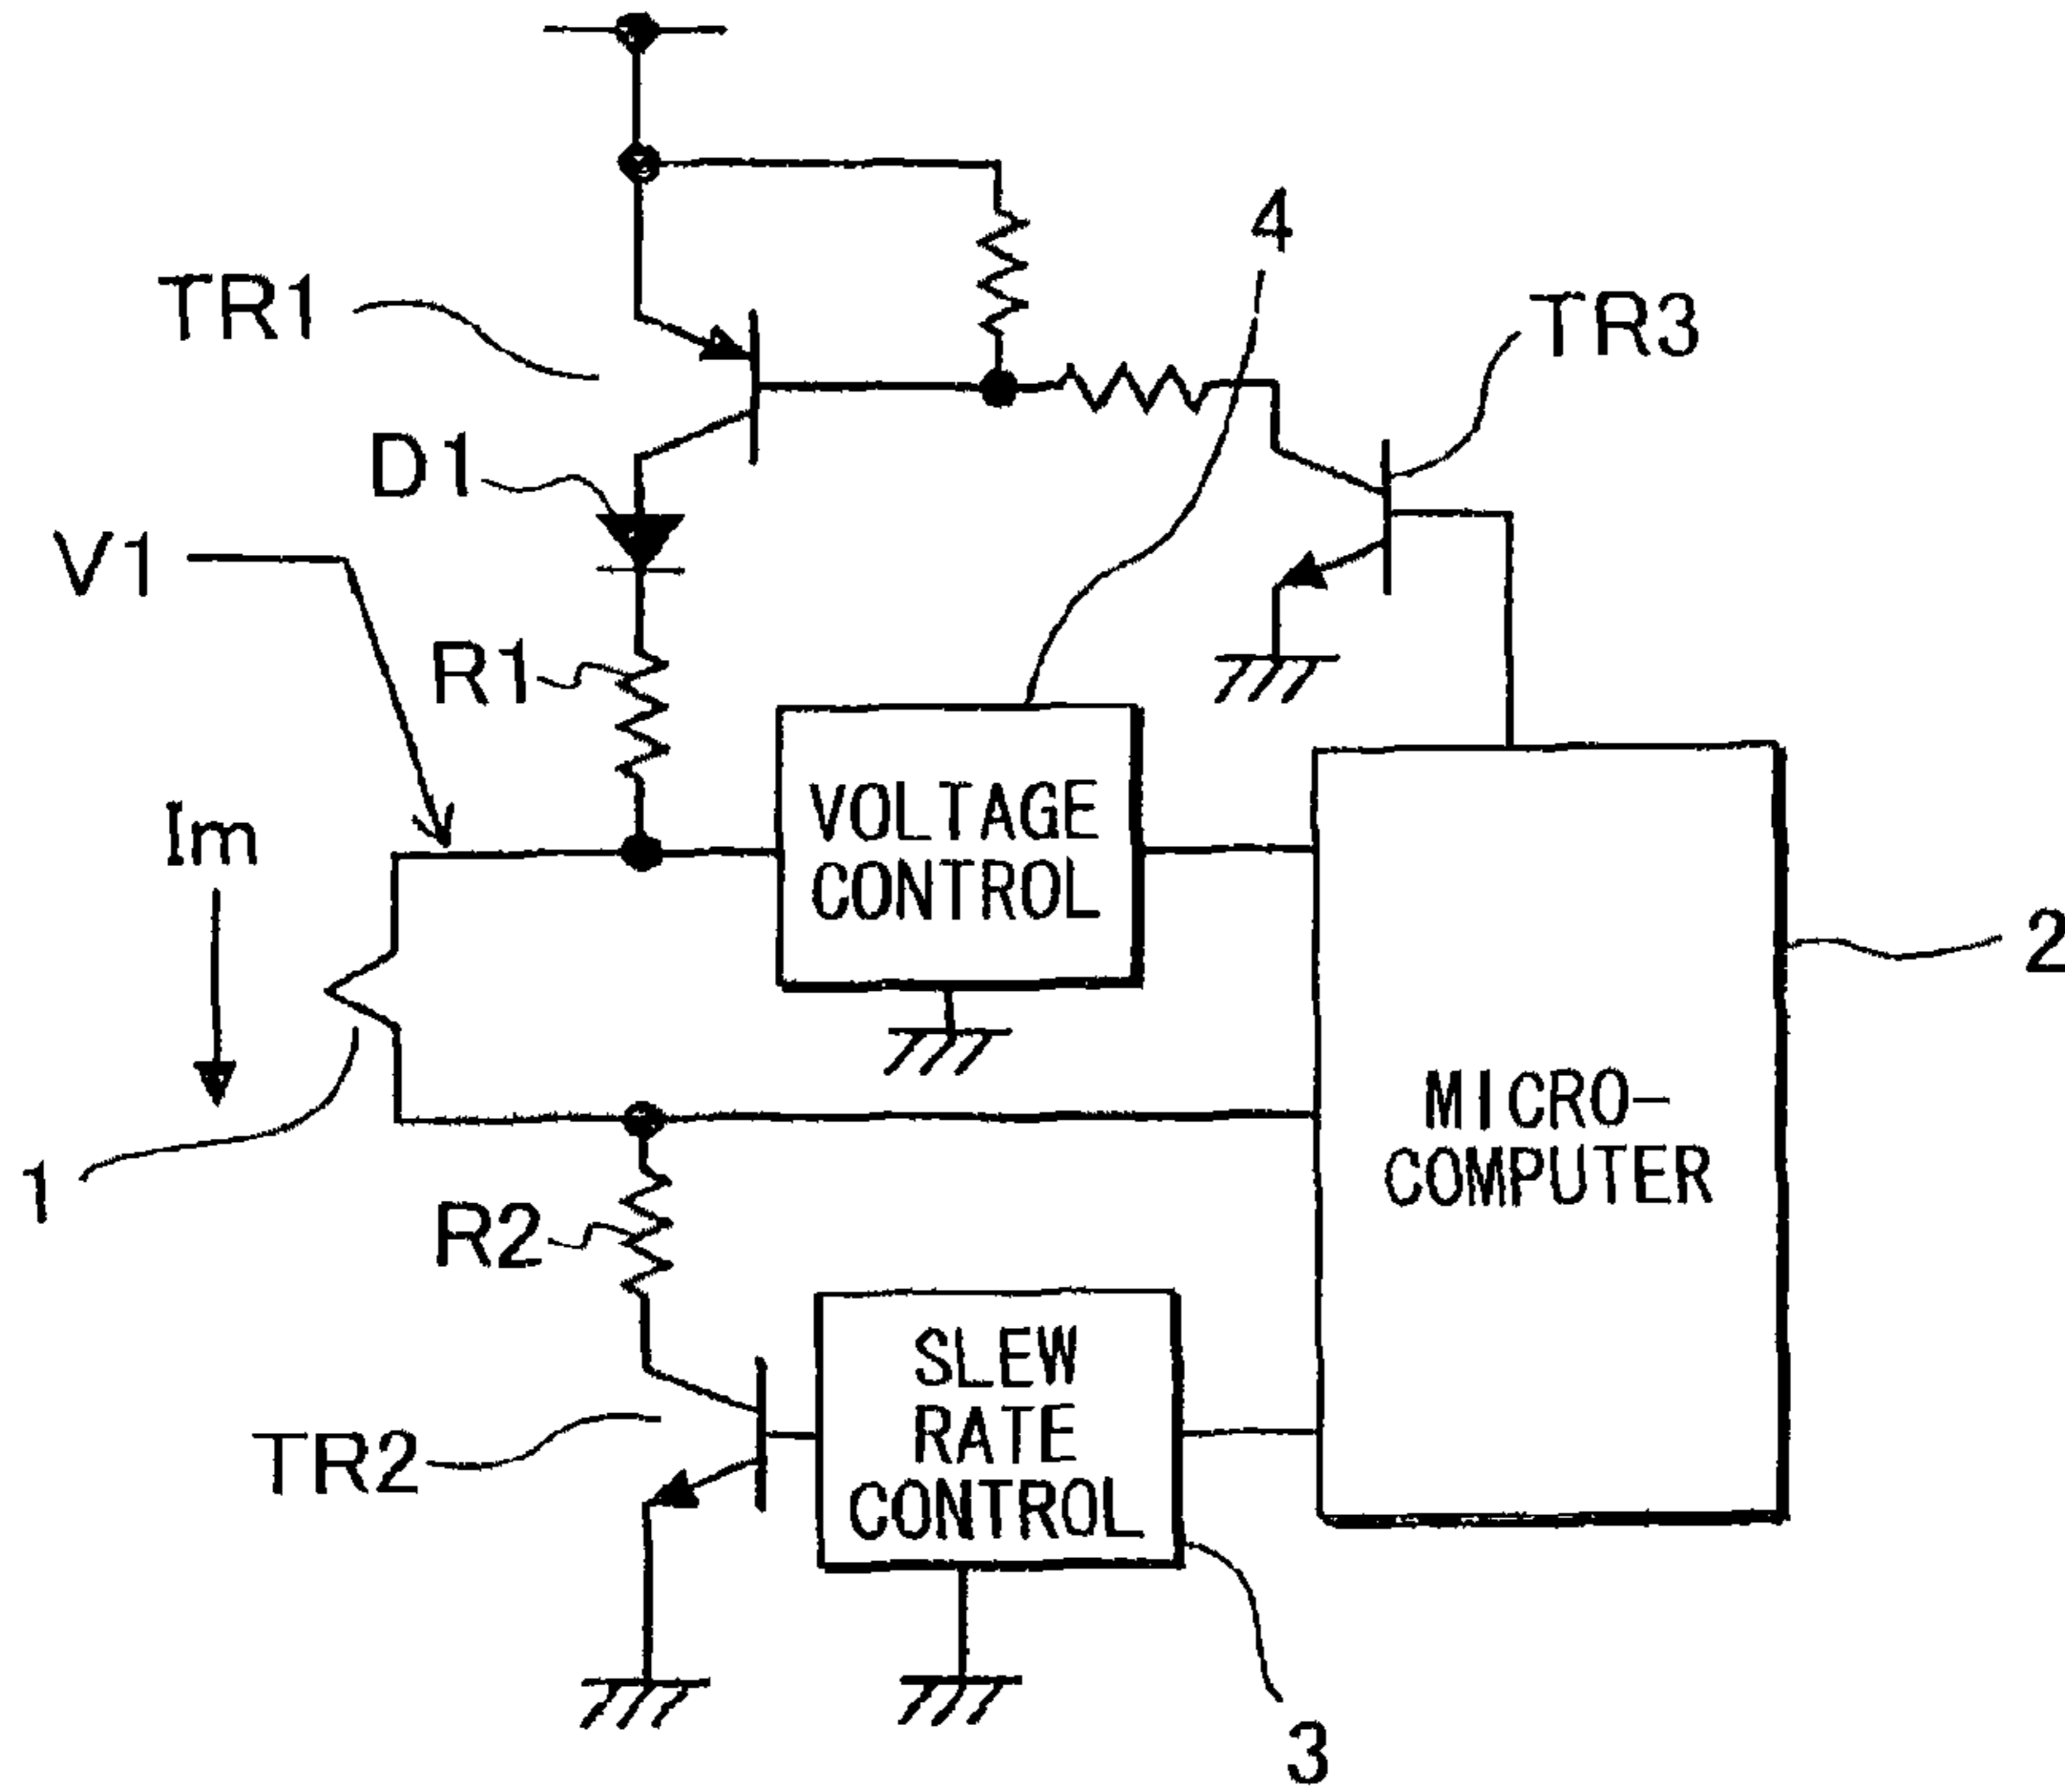 4
TR1
TR3
D1
V1
R1
VOLTAGE
CONTROL
Im
2
MICRO-
COMPUTER
1
R2
SLEW
RATE
CONTROL
TR2
3